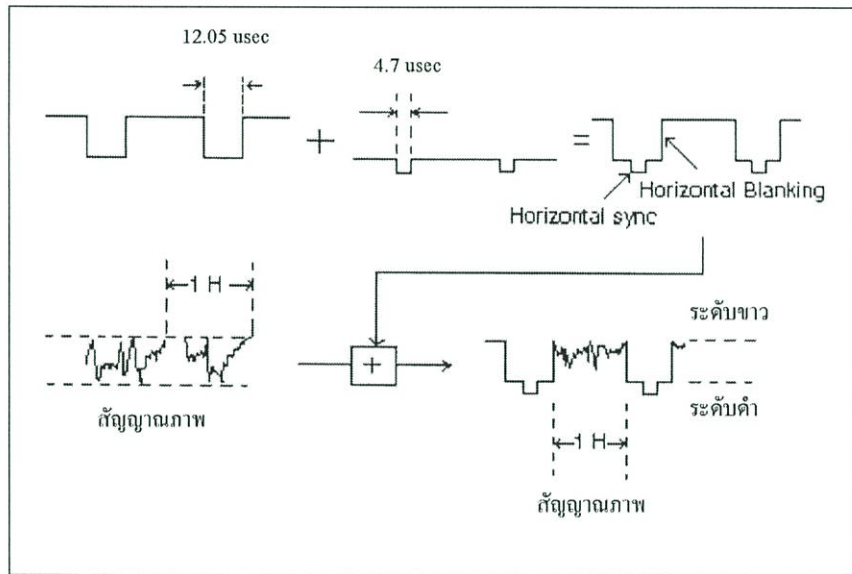 12.05 usec
4.7 usec
+
=
Horizontal Blanking
Horizontal sync
1 H
ระดับขาว
+
สัญญาณภาพ
ระดับดำ
1 H
สัญญาณภาพ